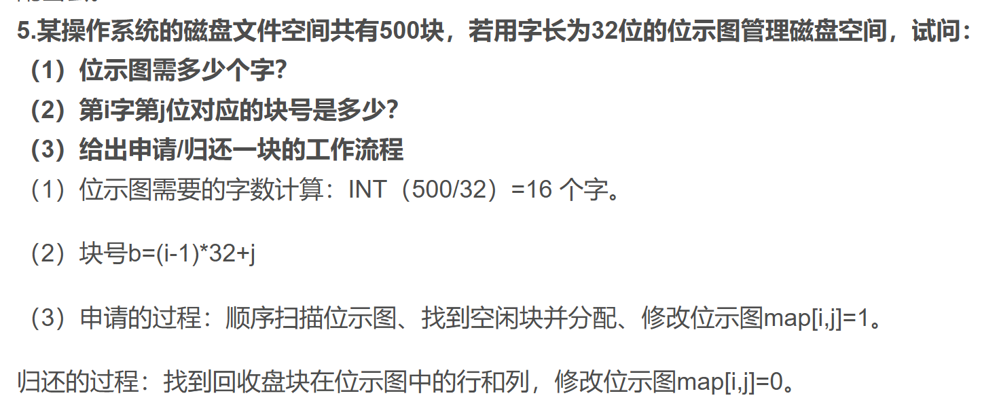 5.某操作系统的磁盘文件空间共有500块，若用字长为32位的位示图管理磁盘空间，试问：
（1）位示图需多少个字？
（2）第i字第j位对应的块号是多少？
（3）给出申请/归还一块的工作流程
（1）位示图需要的字数计算：INT（500/32）=16 个字。
（2）块号b=(i-1)*32+j
（3）申请的过程：顺序扫描位示图、找到空闲块并分配、修改位示图map[i,j]=1。
归还的过程：找到回收盘块在位示图中的行和列，修改位示图map[i,j]=0。